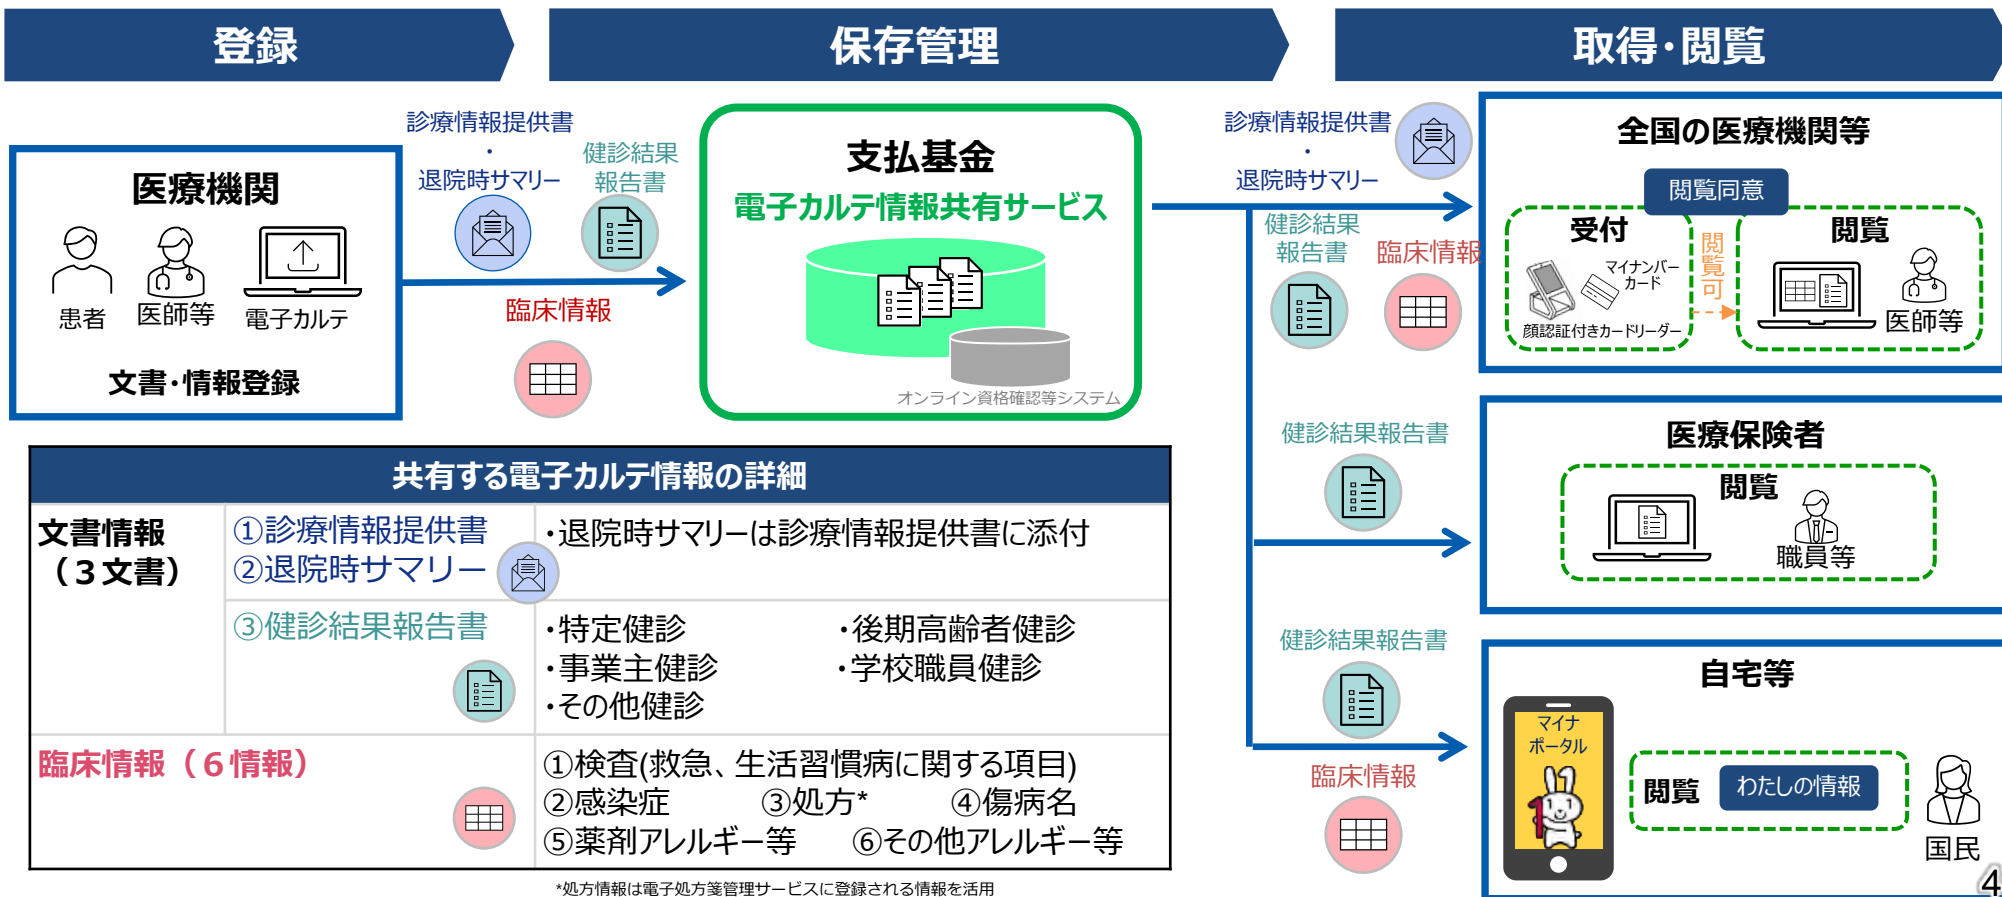 登録
保存管理
取得・閲覧
医療機関
患者
医師等
電子カルテ
文書・情報登録
診療情報提供書
・
退院時サマリー
健診結果
報告書
臨床情報
支払基金
電子カルテ情報共有サービス
オンライン資格確認等システム
診療情報提供書
・
退院時サマリー
健診結果
報告書
臨床情報
全国の医療機関等
閲覧同意
受付
マイナンバー
カード
顔認証付きカードリーダー
閲覧可
閲覧
医師等
健診結果報告書
医療保険者
閲覧
職員等
健診結果報告書
臨床情報
自宅等
マイナ
ポータル
閲覧
わたしの情報
国民
共有する電子カルテ情報の詳細
文書情報
（３文書）
①診療情報提供書
②退院時サマリー
・退院時サマリーは診療情報提供書に添付
③健診結果報告書
・特定健診 ・後期高齢者健診
・事業主健診 ・学校職員健診
・その他健診
臨床情報（６情報）
①検査(救急、生活習慣病に関する項目)
②感染症 ③処方* ④傷病名
⑤薬剤アレルギー等 ⑥その他アレルギー等
*処方情報は電子処方箋管理サービスに登録される情報を活用
4